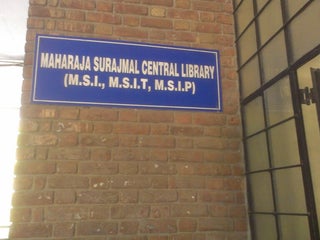 MAHARAJA SURAJMAL CENTRAL LIBRARY
(M.S.I., M.S.I.T, M.S.I.P)